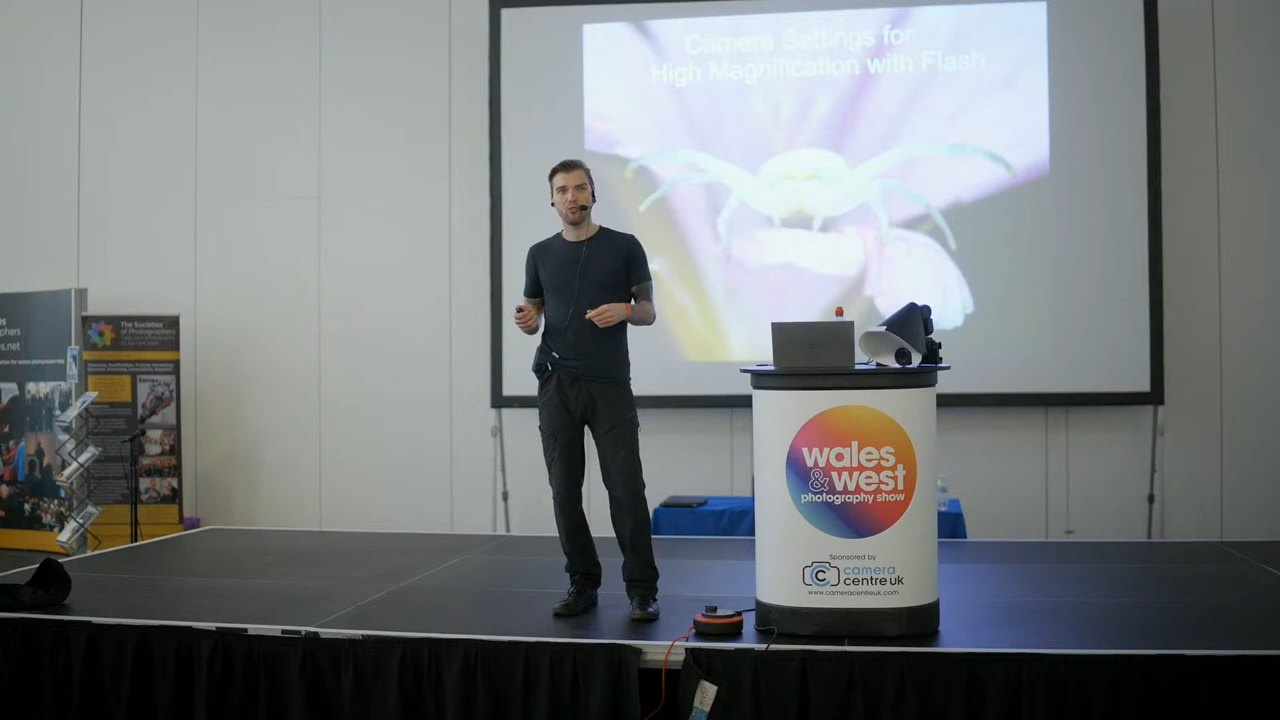 Camera Settings for
High Magnification with Flash
The Societies
of Photographers
wales
&west
photography show
Sponsored by
camera
centre uk
www.cameracentreuk.com